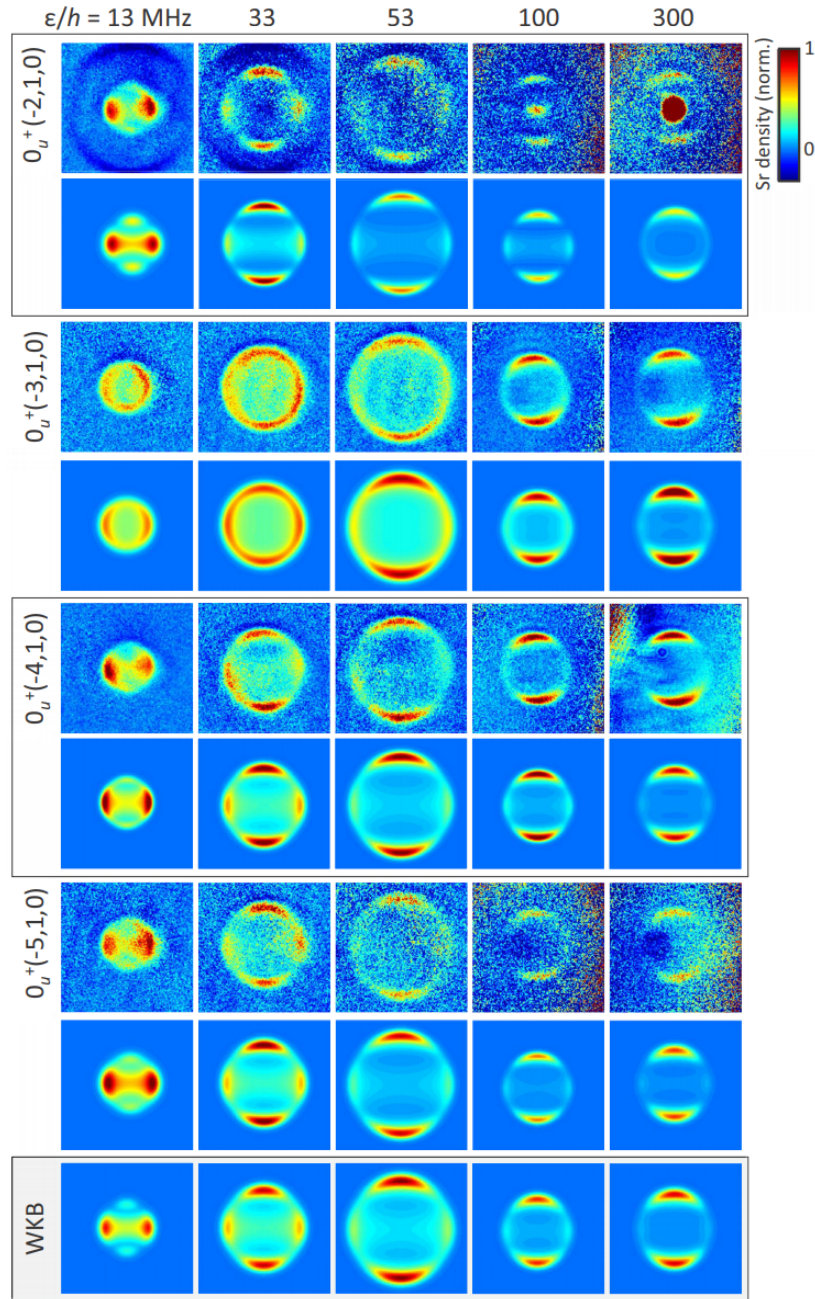 ε/h = 13 MHz 33 53 100 300
0u+(-2,1,0)
1
0
Sr density (norm.)
0u+(-3,1,0)
0u+(-4,1,0)
0u+(-5,1,0)
WKB